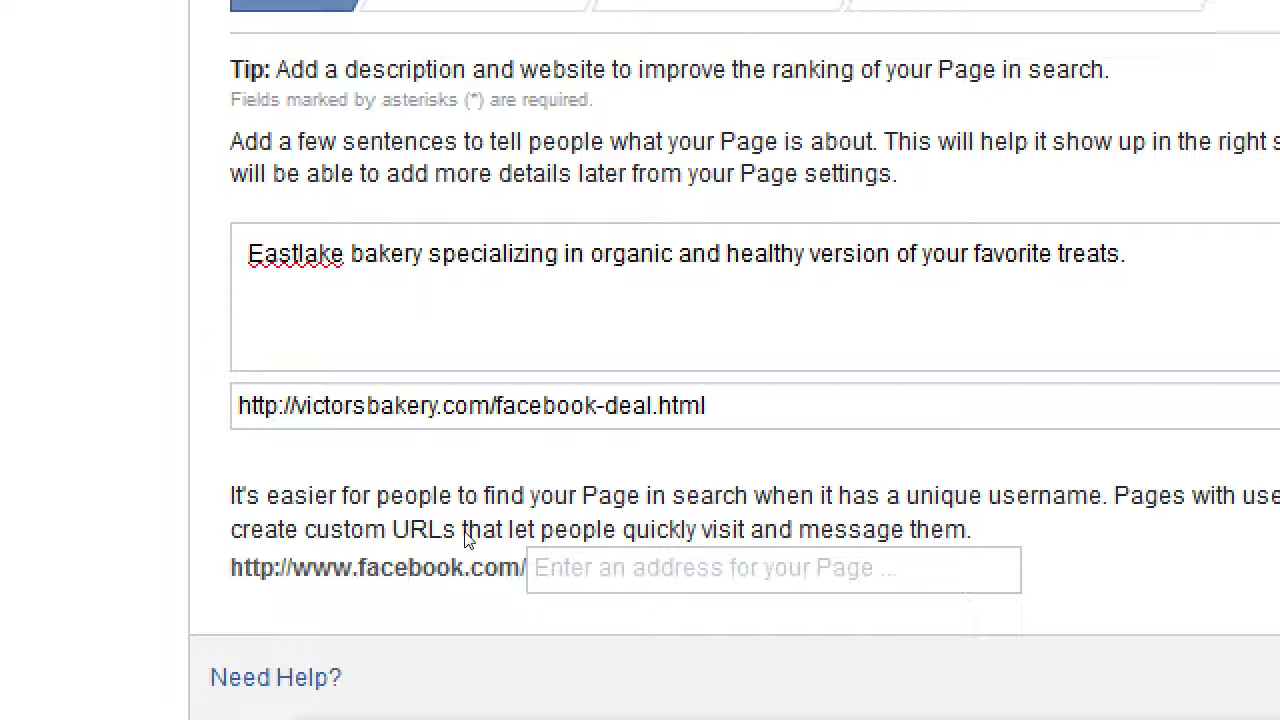 Tip: Add a description and website to improve the ranking of your Page in search.
Fields marked by asterisks (*) are required.
Add a few sentences to tell people what your Page is about. This will help it show up in the right s
will be able to add more details later from your Page settings.
Eastlake bakery specializing in organic and healthy version of your favorite treats.
http://victorsbakery.com/facebook-deal.html
It's easier for people to find your Page in search when it has a unique username. Pages with use
create custom URLs that let people quickly visit and message them.
http://www.facebook.com/ Enter an address for your Page ...
Need Help?